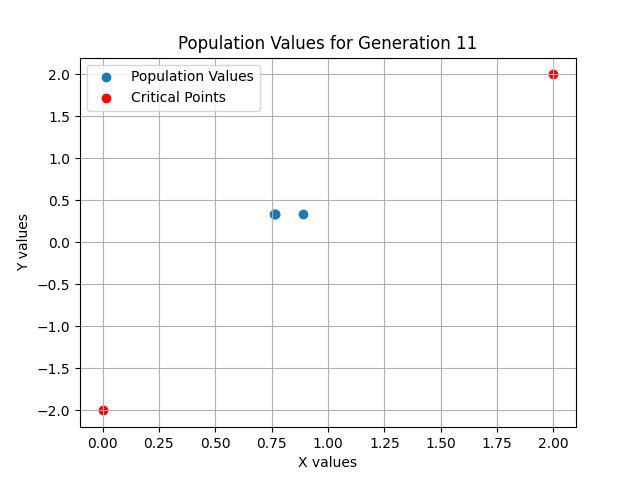 Population Values for Generation 11
Population Values
Critical Points
2.0
1.5
1.0
0.5
0.0
−0.5
−1.0
−1.5
−2.0
Y values
0.00 0.25 0.50 0.75 1.00 1.25 1.50 1.75 2.00
X values